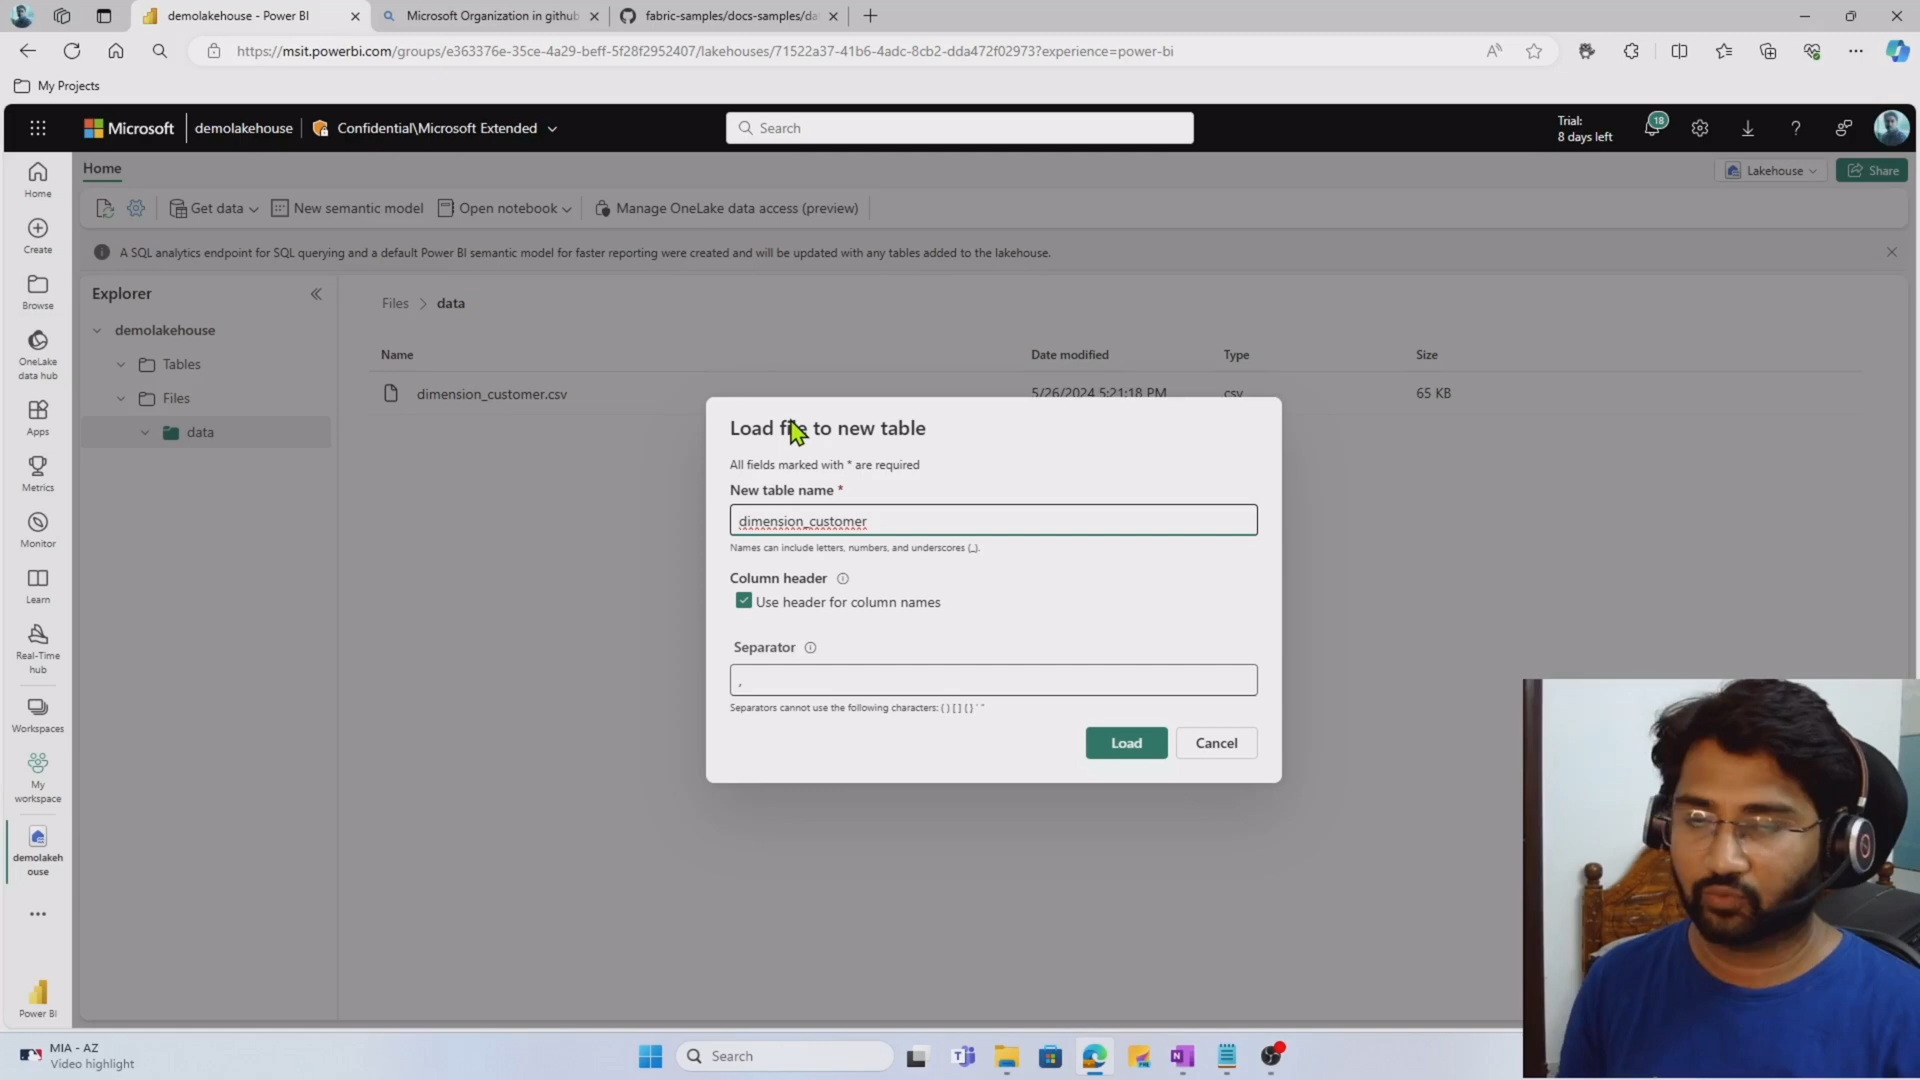 demolakehouse - Power BI
Microsoft Organization in github
fabric-samples/docs-samples/da
https://msit.powerbi.com/groups/e363376e-35ce-4a29-beff-5f28f2952407/lakehouses/71522a37-41b6-4adc-8cb2-dda472f02973?experience=power-bi
My Projects
Microsoft
demolakehouse
Confidential\Microsoft Extended
Search
Trial:
8 days left
18
Home
Lakehouse
Share
Get data
New semantic model
Open notebook
Manage OneLake data access (preview)
A SQL analytics endpoint for SQL querying and a default Power BI semantic model for faster reporting were created and will be updated with any tables added to the lakehouse.
Home
Create
Browse
OneLake
data hub
Apps
Metrics
Monitor
Learn
Real-Time
hub
Workspaces
My
workspace
demolakeh
ouse
Power BI
Explorer
demolakehouse
Tables
Files
data
Files > data
Name
Date modified
Type
Size
dimension_customer.csv
5/26/2024 5:21:18 PM
csv
65 KB
Load file to new table
All fields marked with * are required
New table name *
dimension_customer
Names can include letters, numbers, and underscores (_).
Column header
Use header for column names
Separator
,
Separators cannot use the following characters: ( ) [ ] { } ` "
Load
Cancel
MIA - AZ
Video highlight
Search